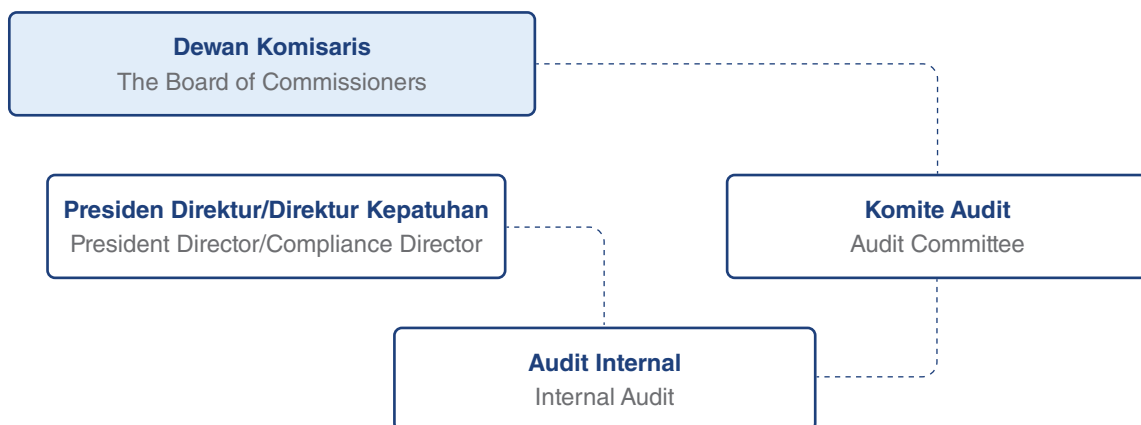 Dewan Komisaris
The Board of Commissioners
Presiden Direktur/Direktur Kepatuhan
President Director/Compliance Director
Komite Audit
Audit Committee
Audit Internal
Internal Audit